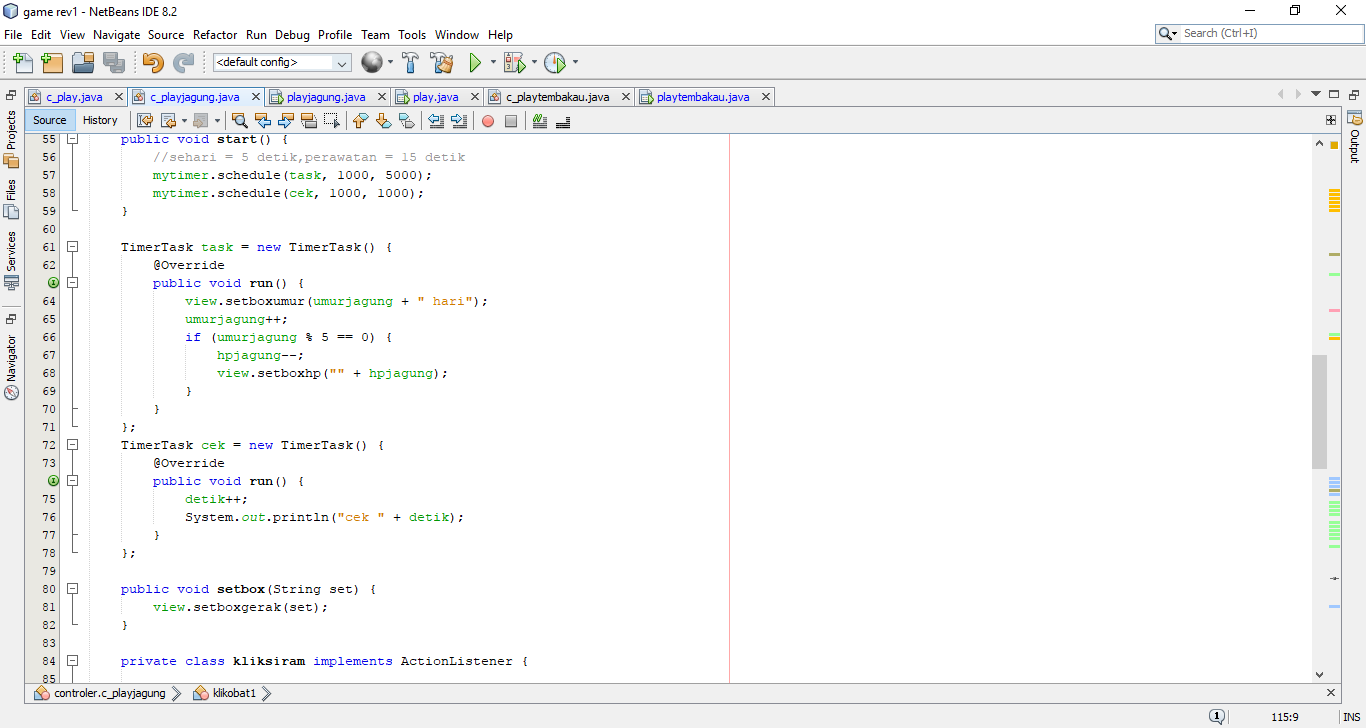 game rev1 - NetBeans IDE 8.2
File Edit View Navigate Source Refactor Run Debug Profile Team Tools Window Help
Search (Ctrl+I)
<default config>
c_play.java c_playjagung.java playjagung.java play.java c_playtembakau.java playtembakau.java
Source History
Projects
Files
Services
Navigator
Output
55 public void start() {
56 //sehari = 5 detik,perawatan = 15 detik
57 mytimer.schedule(task, 1000, 5000);
58 mytimer.schedule(cek, 1000, 1000);
59 }
60
61 TimerTask task = new TimerTask() {
62 @Override
public void run() {
64 view.setboxumur(umurjagung + " hari");
65 umurjagung++;
66 if (umurjagung % 5 == 0) {
67 hpjagung--;
68 view.setboxhp("" + hpjagung);
69 }
70 }
71 };
72 TimerTask cek = new TimerTask() {
73 @Override
public void run() {
75 detik++;
76 System.out.println("cek " + detik);
77 }
78 };
79
80 public void setbox(String set) {
81 view.setboxgerak(set);
82 }
83
84 private class kliksiram implements ActionListener {
85
controler.c_playjagung klikobat1
1 115:9 INS